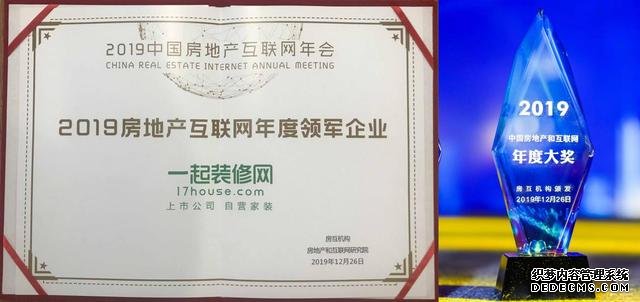 2019中国房地产互联网年会
CHINA REAL ESTATE INTERNET ANNUAL MEETING
2019房地产互联网年度领军企业
一起装修网
17house.com
上市公司 自营家装
房互机构
房地产和互联网研究院
2019年12月26日
2019
中国房地产和互联网
年度大奖
房互机构颁发
2019年12月26日
织梦内容管理系统
DEDECMS.COM